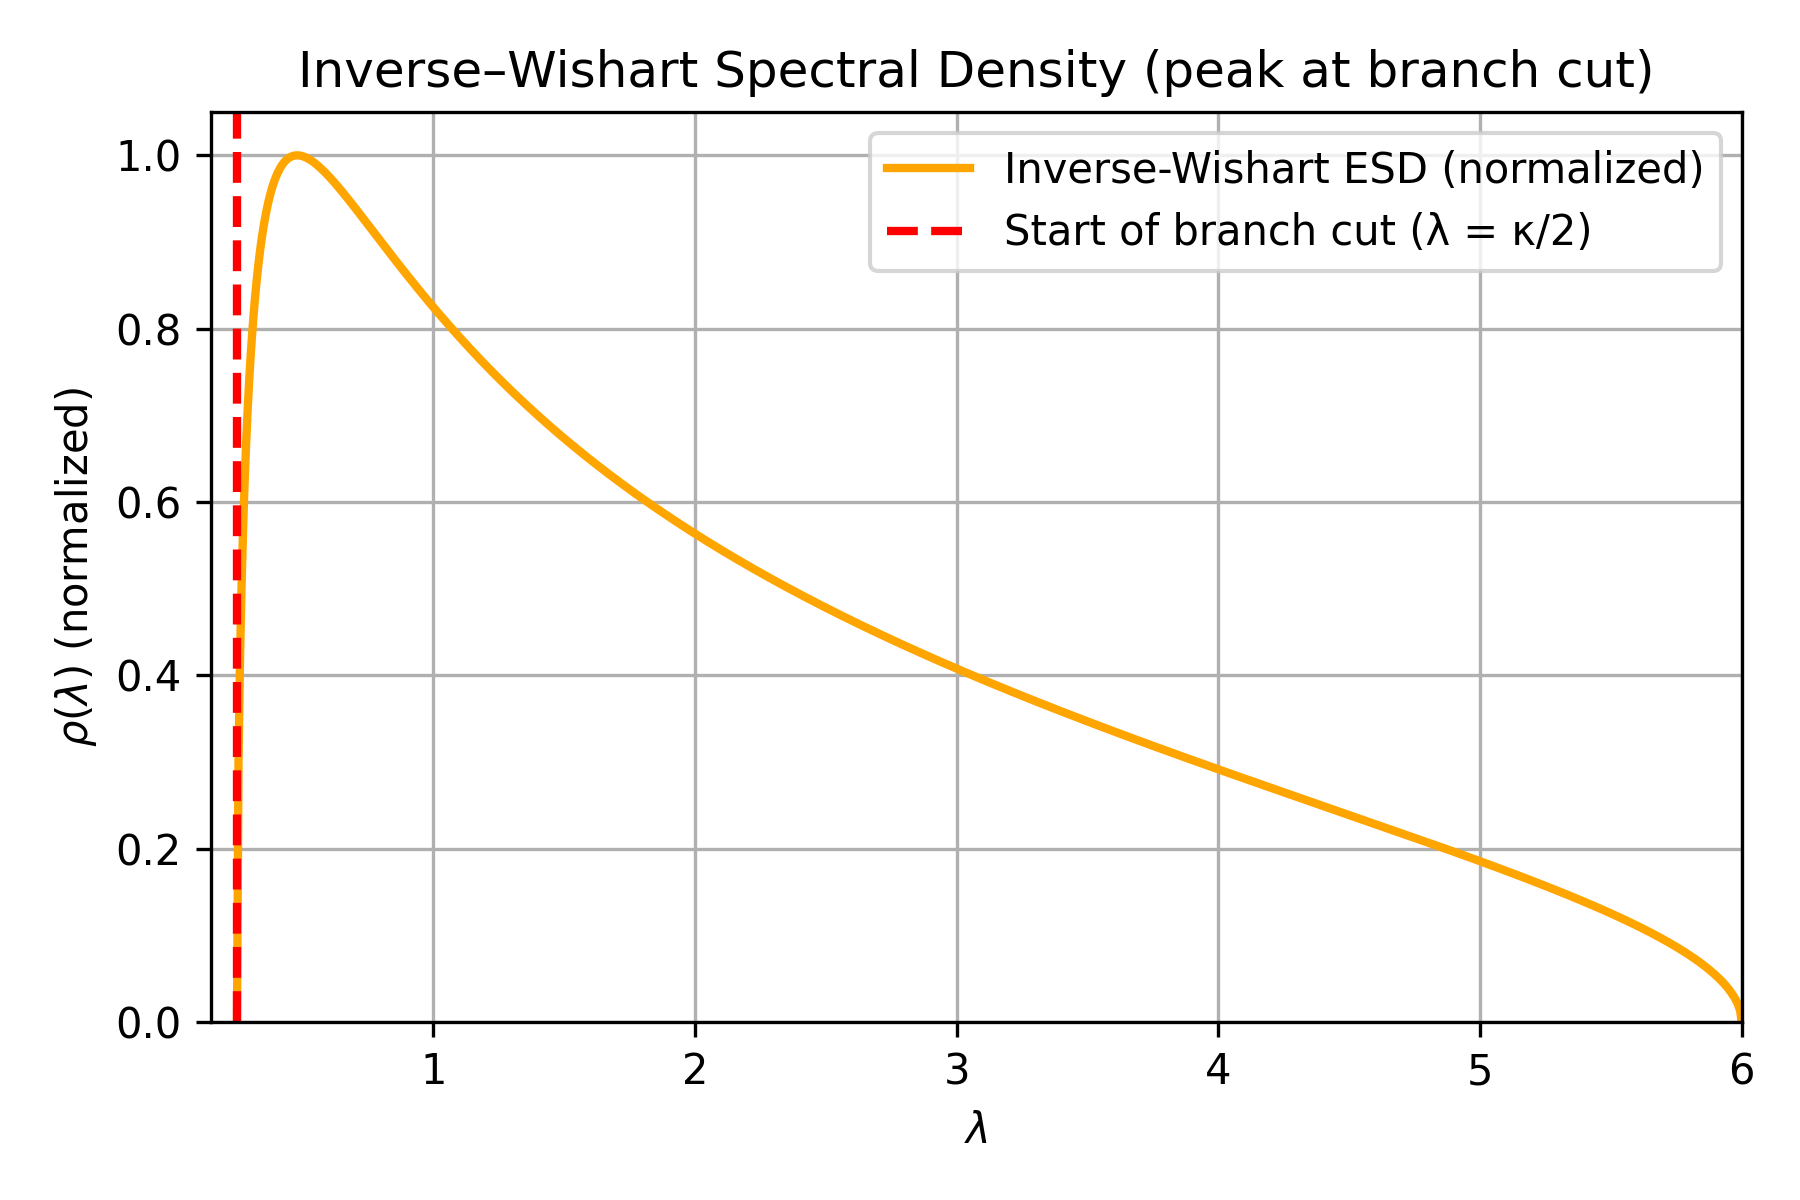 Inverse–Wishart Spectral Density (peak at branch cut)
Inverse-Wishart ESD (normalized)
Start of branch cut (λ = κ/2)
ρ(λ) (normalized)
1.0
0.8
0.6
0.4
0.2
0.0
1 2 3 4 5 6
λ